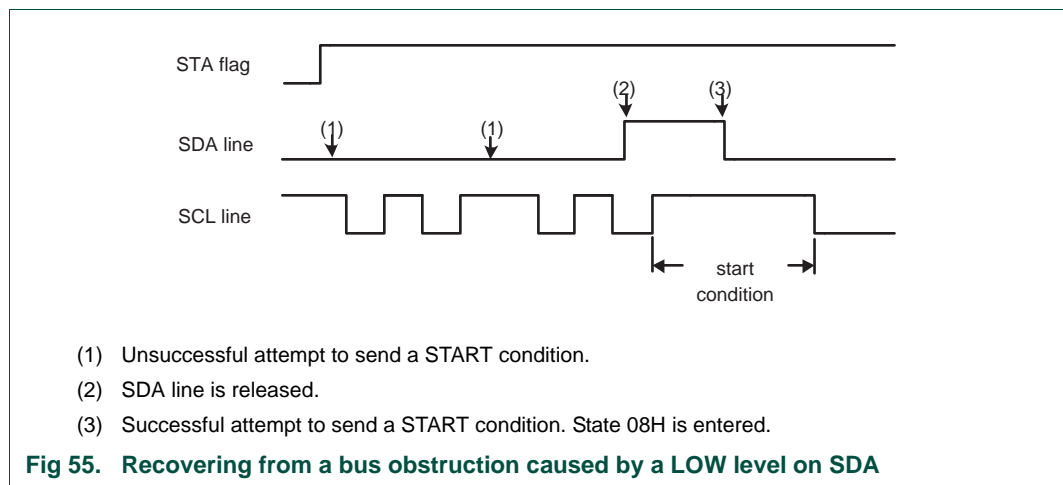 STA flag
(2) (3)
(1) (1)
SDA line
SCL line
start
condition
(1) Unsuccessful attempt to send a START condition.
(2) SDA line is released.
(3) Successful attempt to send a START condition. State 08H is entered.
Fig 55. Recovering from a bus obstruction caused by a LOW level on SDA